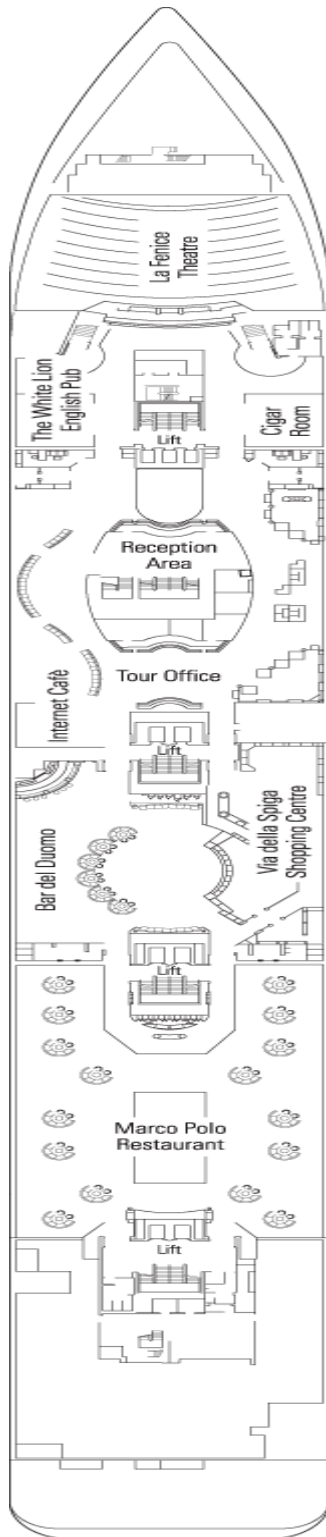 La Fenice
Theatre
The White Lion
English Pub
Lift
Cigar
Room
Reception
Area
Tour Office
Internet Café
Lift
Bar del Duomo
Via della Spiga
Shopping Centre
Lift
Marco Polo
Restaurant
Lift